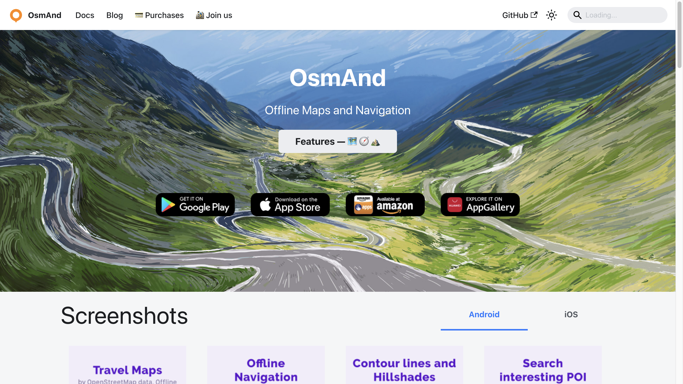 OsmAnd
Docs
Blog
Purchases
Join us
GitHub
Loading...
OsmAnd
Offline Maps and Navigation
Features —
GET IT ON
Google Play
Download on the
App Store
Available at
amazon
EXPLORE IT ON
AppGallery
Screenshots
Android
iOS
Travel Maps
by OpenStreetMap data. Offline
Offline
Navigation
Contour lines and
Hillshades
Search
interesting POI